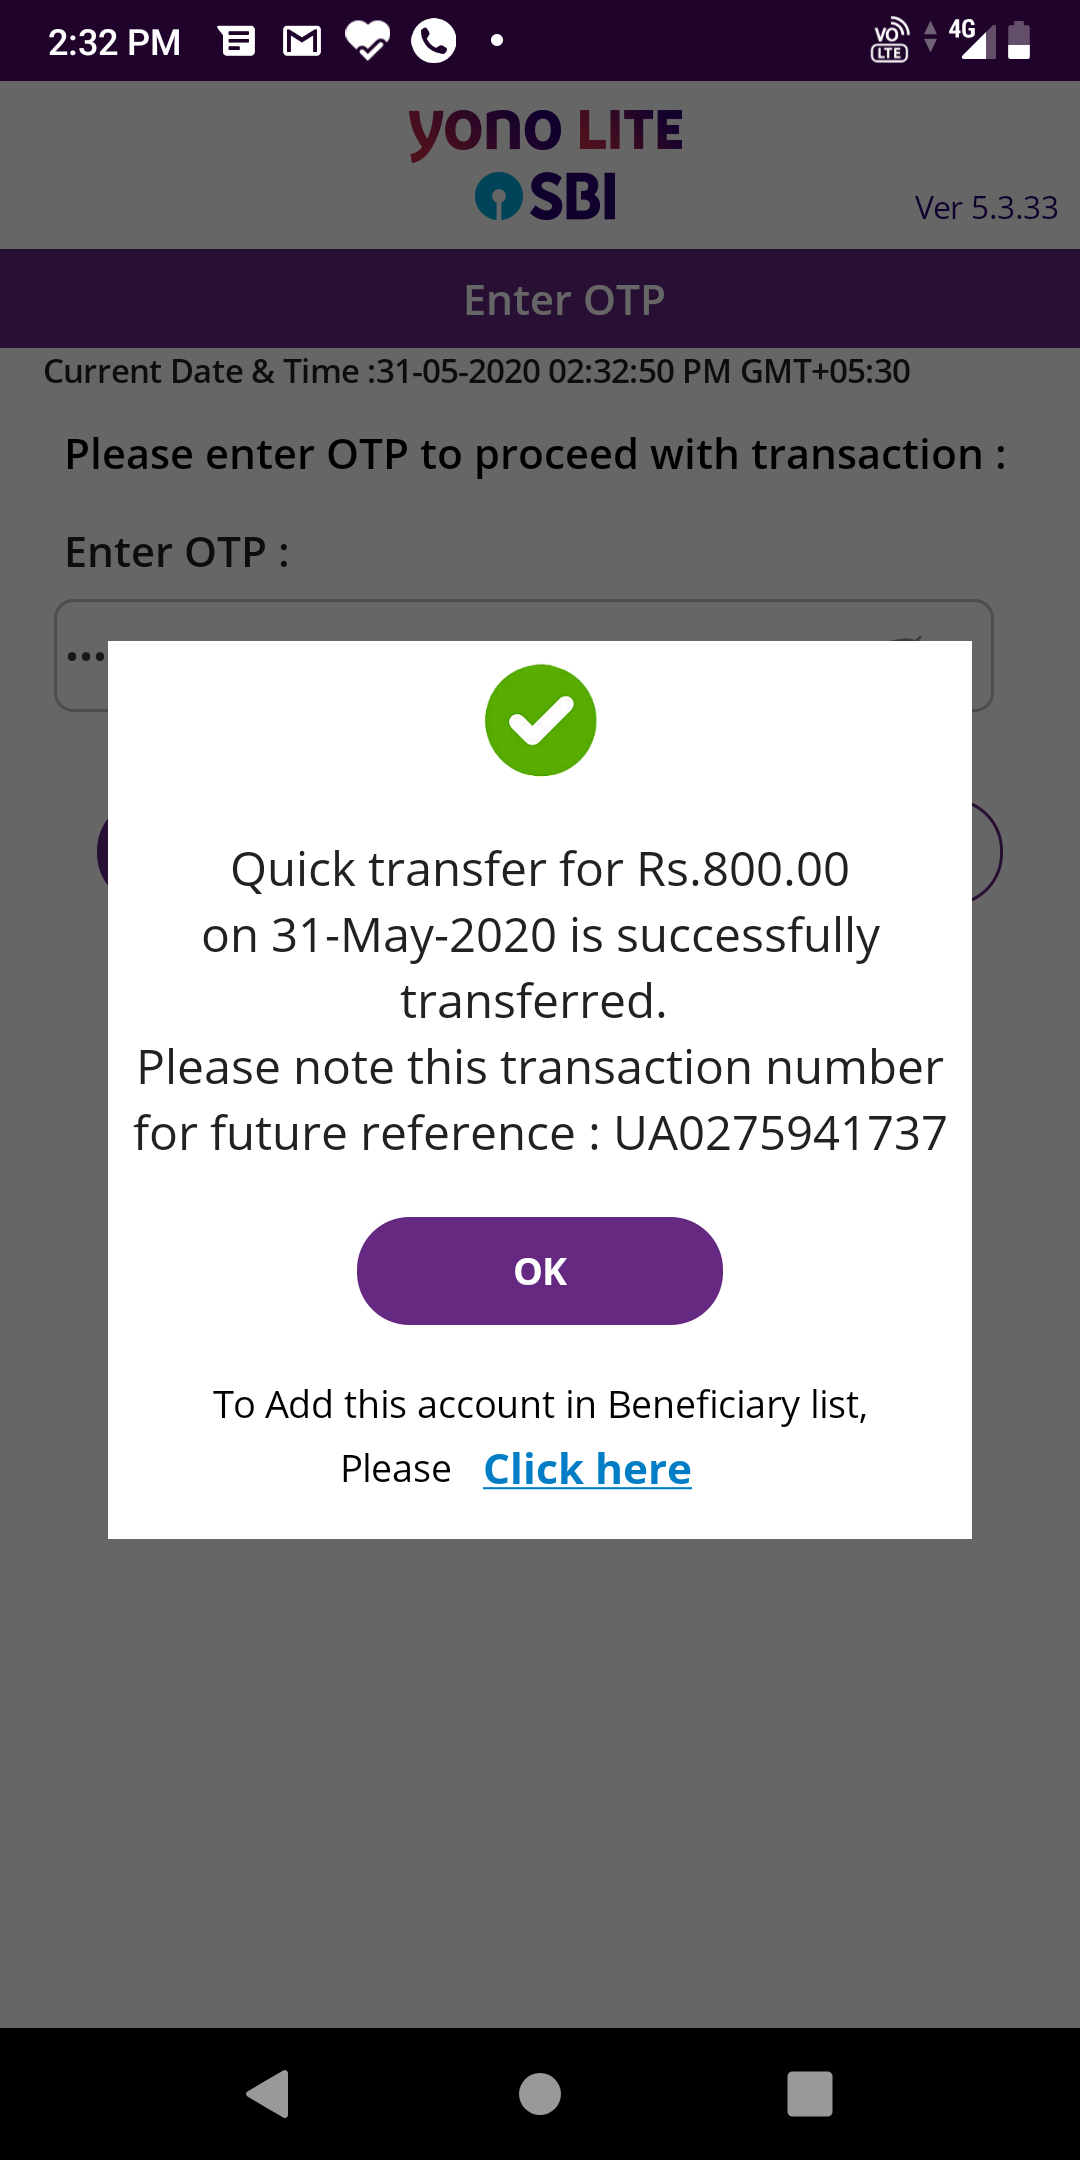 2:32 PM
VO LTE 4G
yono LITE
SBI
Ver 5.3.33
Enter OTP
Current Date & Time :31-05-2020 02:32:50 PM GMT+05:30
Please enter OTP to proceed with transaction :
Enter OTP :
Quick transfer for Rs.800.00
on 31-May-2020 is successfully
transferred.
Please note this transaction number
for future reference : UA0275941737
OK
To Add this account in Beneficiary list,
Please Click here